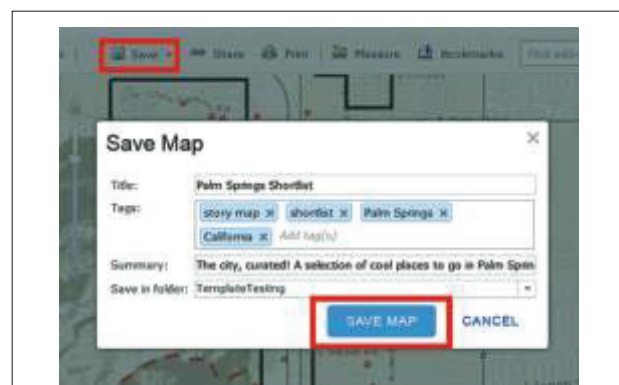 Save Share Print Measure Bookmarks
Save Map ×
Title: Palm Springs Shortlist
Tags: story map × shortlist × Palm Springs ×
California × Add tag(s)
Summary: The city, curated! A selection of cool places to go in Palm Sprin
Save in folder: TemplateTesting
SAVE MAP CANCEL